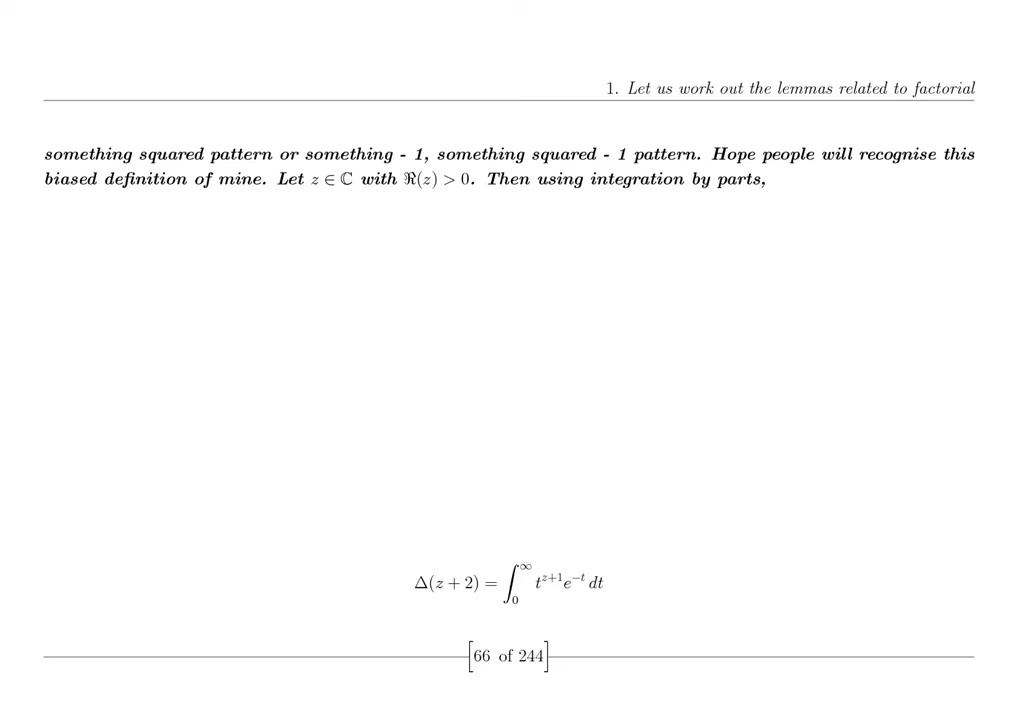 1. Let us work out the lemmas related to factorial
something squared pattern or something - 1, something squared - 1 pattern. Hope people will recognise this
biased definition of mine. Let z ∈ ℂ with ℜ(z) > 0. Then using integration by parts,
Δ(z + 2) = ∫₀^∞ t^{z+1} e^{−t} dt
[66 of 244]